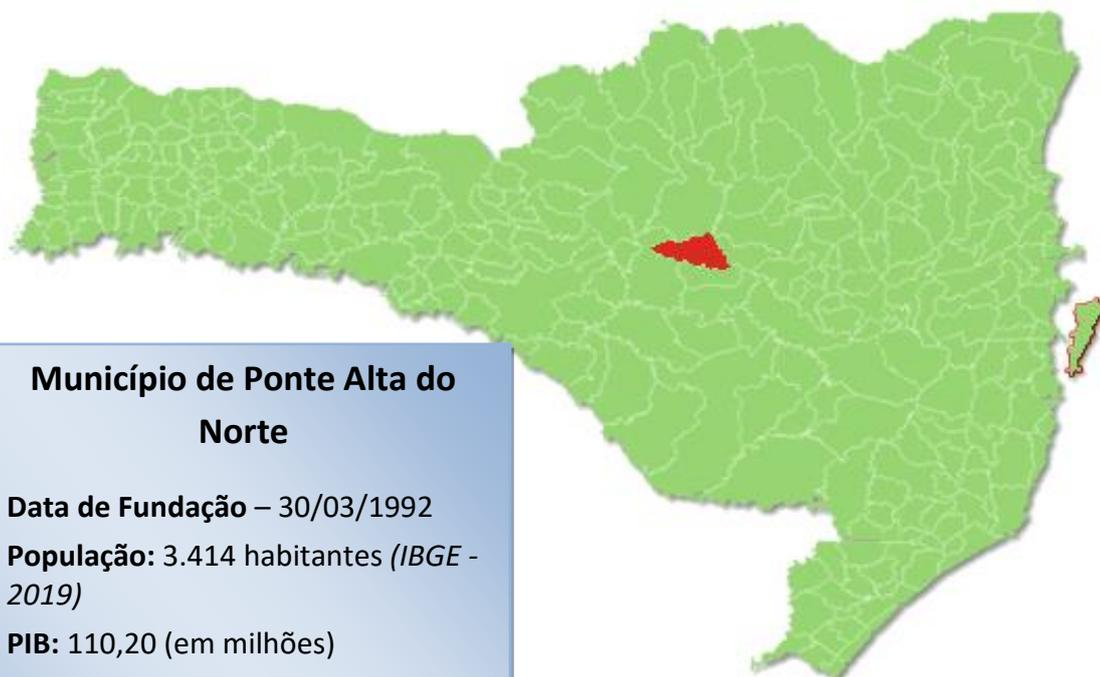 Município de Ponte Alta do
Norte
Data de Fundação – 30/03/1992
População: 3.414 habitantes (IBGE -
2019)
PIB: 110,20 (em milhões)